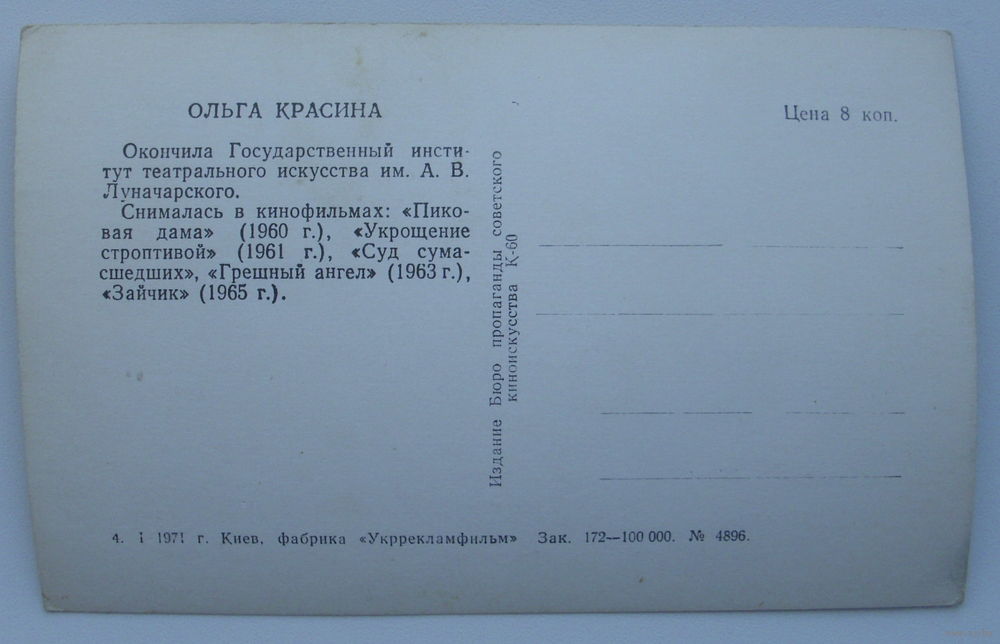 ОЛЬГА КРАСИНА
Окончила Государственный инсти-
тут театрального искусства им. А. В.
Луначарского.
Снималась в кинофильмах: «Пико-
вая дама» (1960 г.), «Укрощение
строптивой» (1961 г.), «Суд сума-
сшедших», «Грешный ангел» (1963 г.),
«Зайчик» (1965 г.).
Издание Бюро пропаганды советского
киноискусства К-60
Цена 8 коп.
4. I 1971 г. Киев, фабрика «Укррекламфильм» Зак. 172—100 000. № 4896.